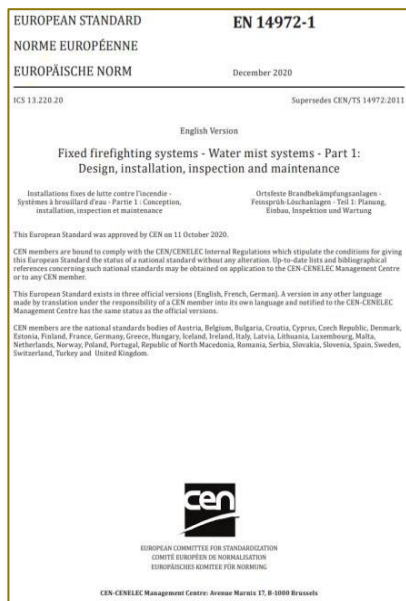 EUROPEAN STANDARD
EN 14972-1
NORME EUROPÉENNE
EUROPÄISCHE NORM
December 2020
ICS 13.220.20
Supersedes CEN/TS 14972:2011
English Version
Fixed firefighting systems - Water mist systems - Part 1:
Design, installation, inspection and maintenance
Installations fixes de lutte contre l'incendie -
Systèmes à brouillard d'eau - Partie 1 : Conception,
installation, inspection et maintenance
Ortsfeste Brandbekämpfungsanlagen -
Feinsprüh-Löschanlagen - Teil 1: Planung,
Einbau, Inspektion und Wartung
This European Standard was approved by CEN on 11 October 2020.
CEN members are bound to comply with the CEN/CENELEC Internal Regulations which stipulate the conditions for giving
this European Standard the status of a national standard without any alteration. Up-to-date lists and bibliographical
references concerning such national standards may be obtained on application to the CEN-CENELEC Management Centre
or to any CEN member.
This European Standard exists in three official versions (English, French, German). A version in any other language
made by translation under the responsibility of a CEN member into its own language and notified to the CEN-CENELEC
Management Centre has the same status as the official versions.
CEN members are the national standards bodies of Austria, Belgium, Bulgaria, Croatia, Cyprus, Czech Republic, Denmark,
Estonia, Finland, France, Germany, Greece, Hungary, Iceland, Ireland, Italy, Latvia, Lithuania, Luxembourg, Malta,
Netherlands, Norway, Poland, Portugal, Republic of North Macedonia, Romania, Serbia, Slovakia, Slovenia, Spain, Sweden,
Switzerland, Turkey and United Kingdom.
cen
EUROPEAN COMMITTEE FOR STANDARDIZATION
COMITÉ EUROPÉEN DE NORMALISATION
EUROPÄISCHES KOMITEE FÜR NORMUNG
CEN-CENELEC Management Centre: Avenue Marnix 17, B-1000 Brussels